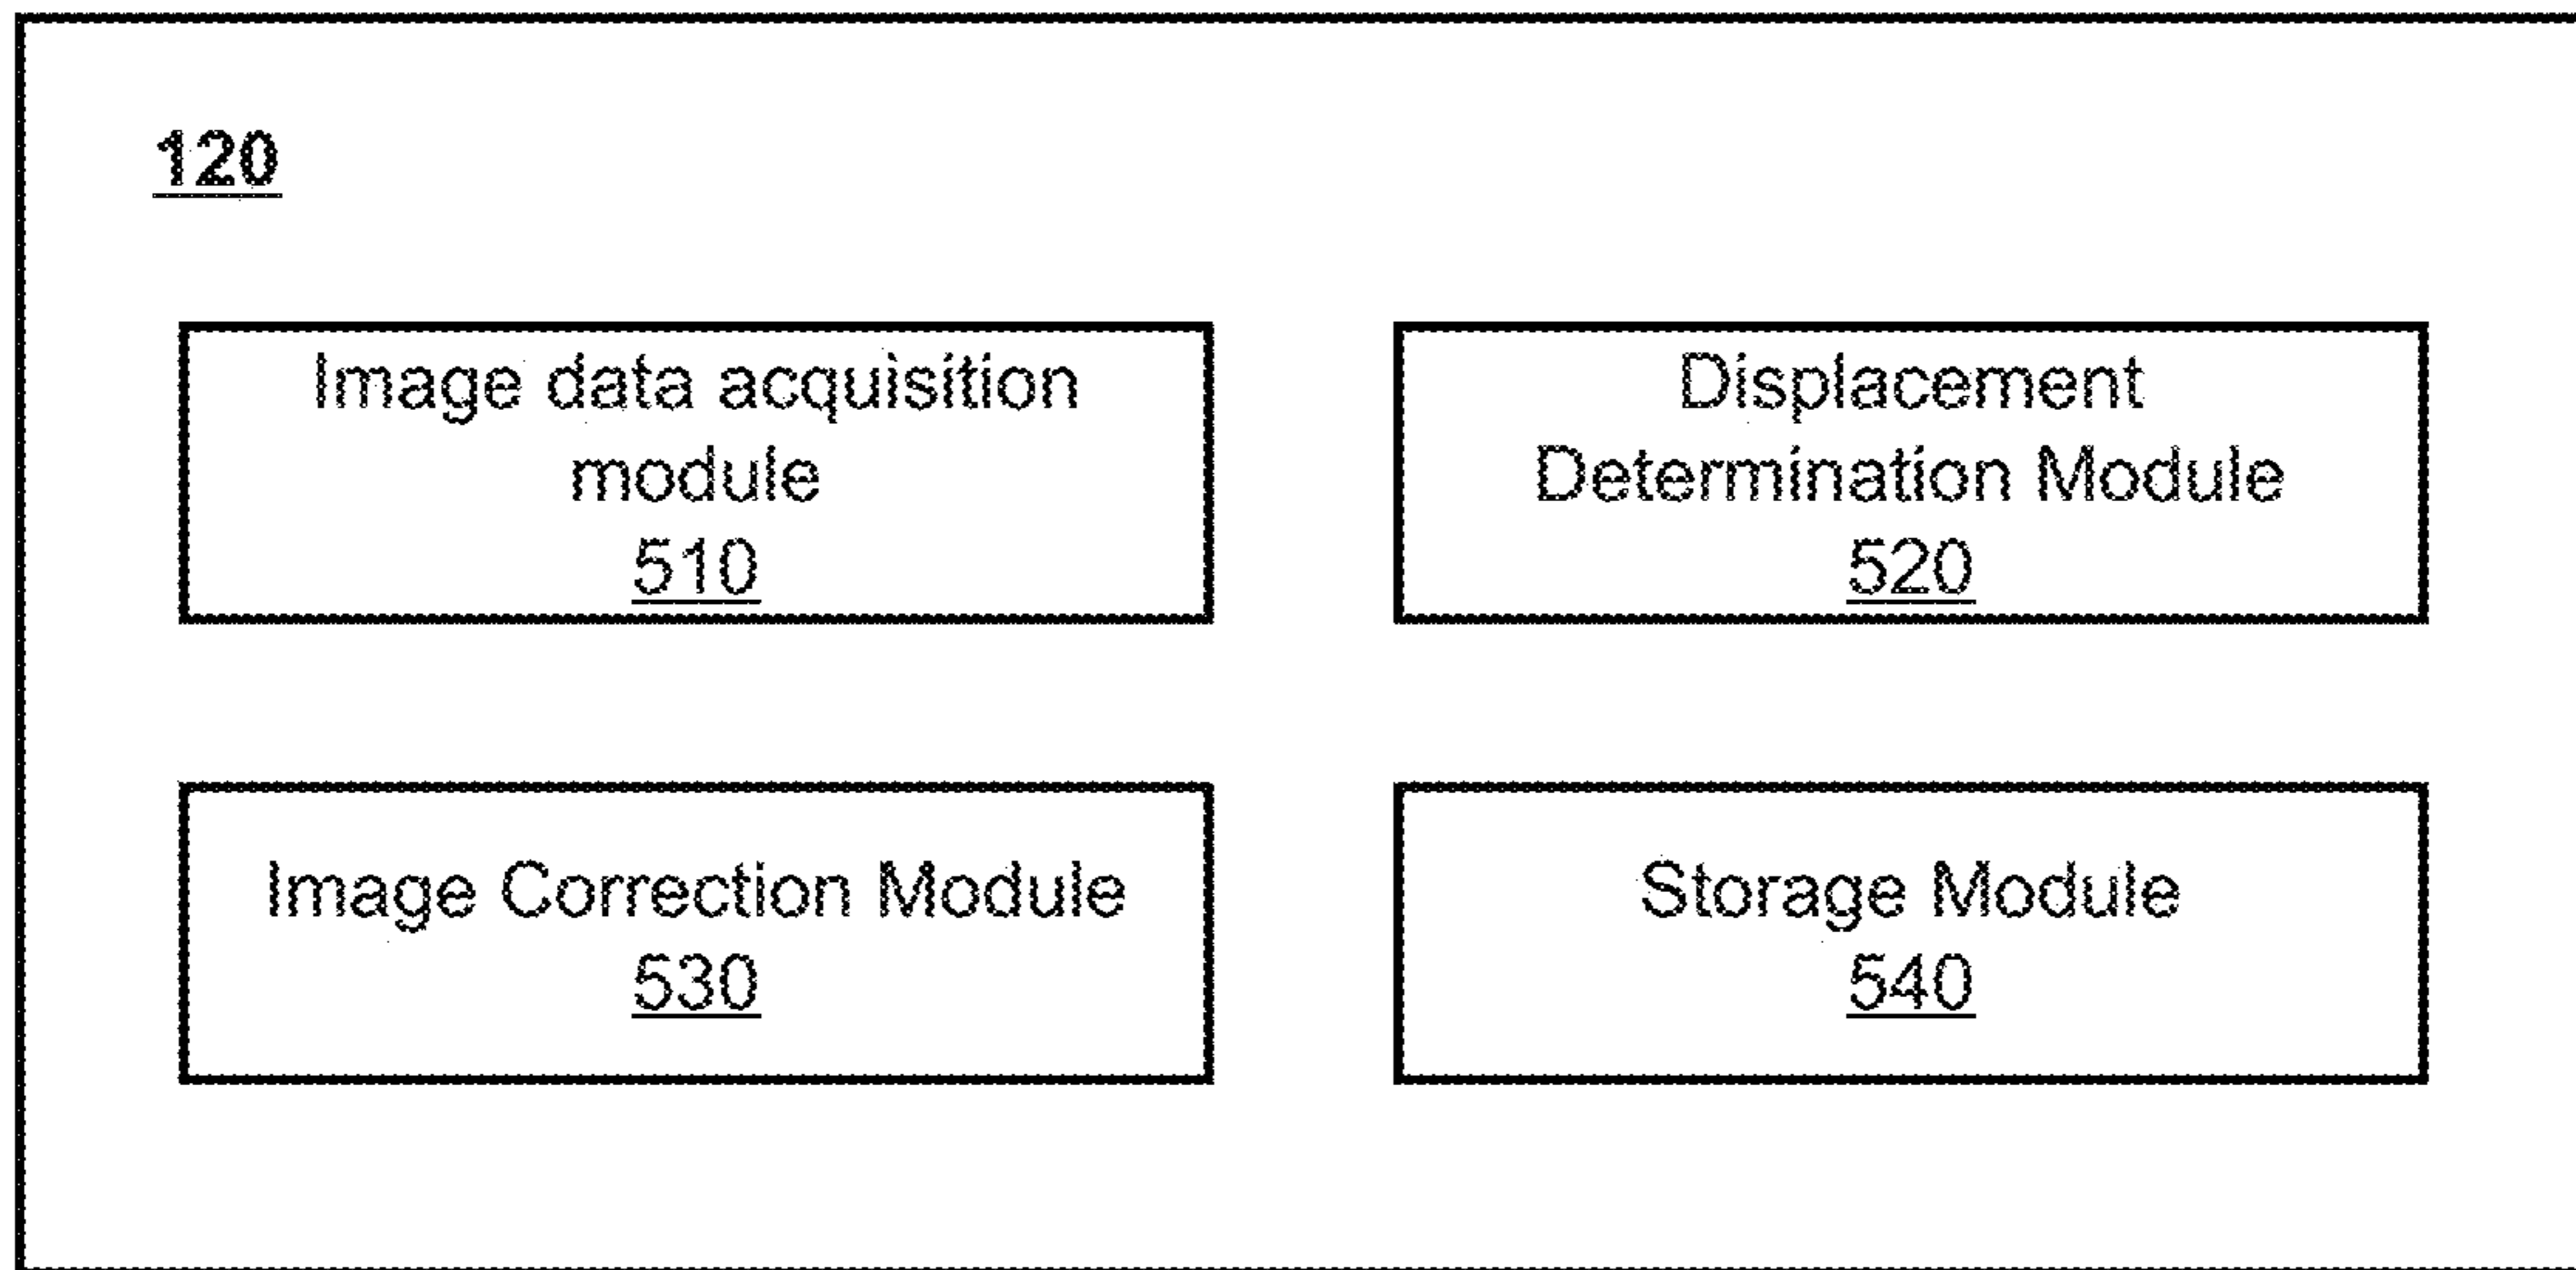 120
Image data acquisition
module
510
Displacement
Determination Module
520
Image Correction Module
530
Storage Module
540